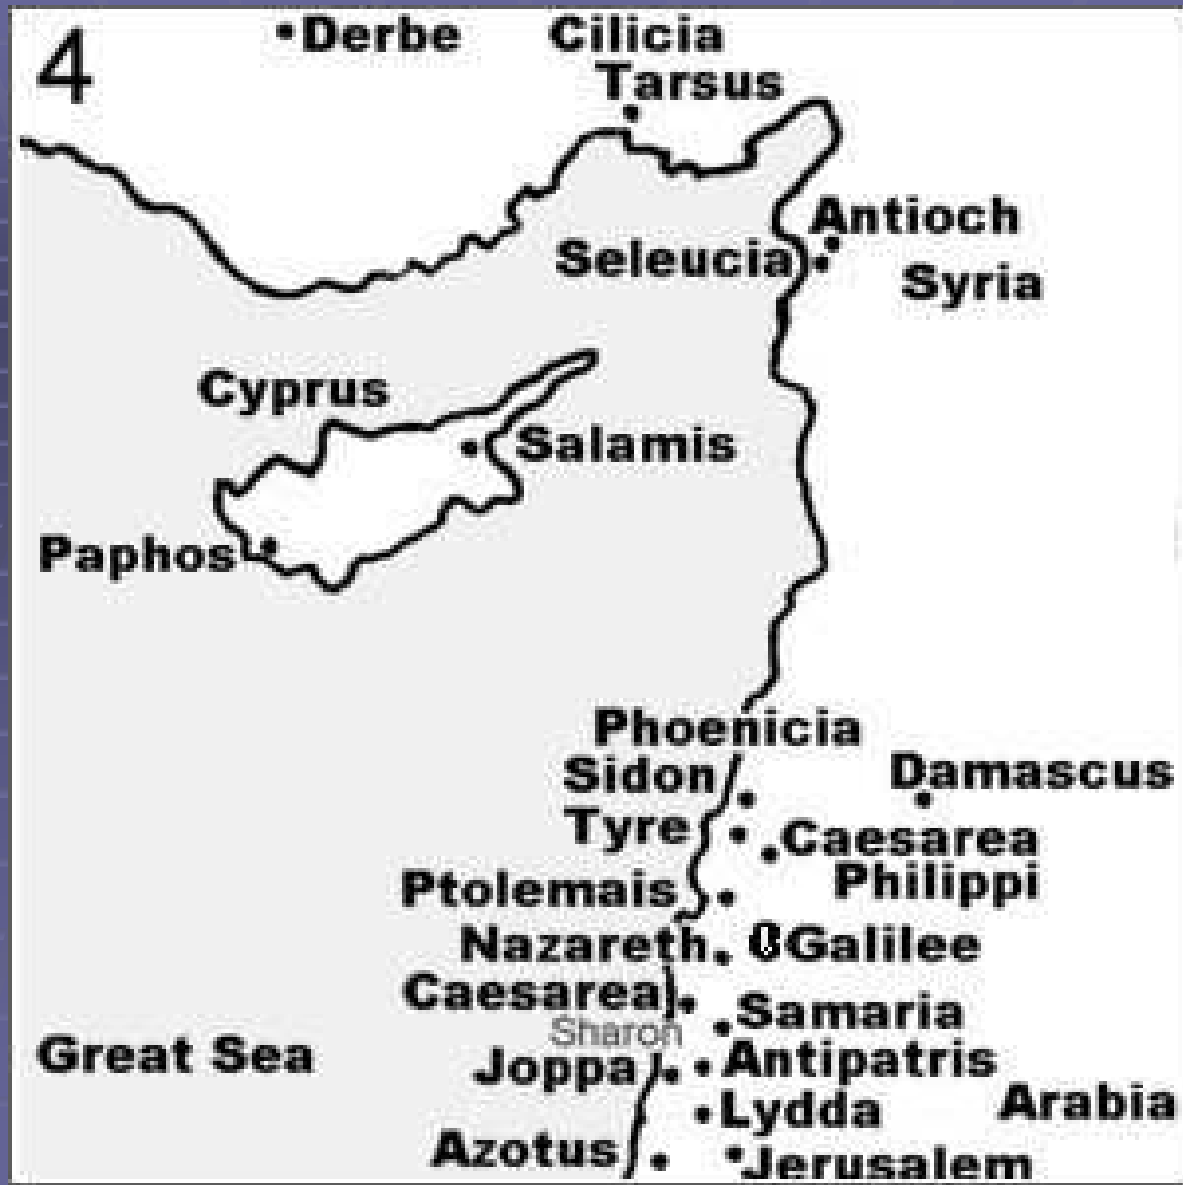 4
Derbe
Cilicia
Tarsus
Antioch
Seleucia
Syria
Cyprus
Salamis
Paphos
Phoenicia
Sidon
Damascus
Tyre
Caesarea
Philippi
Ptolemais
Nazareth
Galilee
Caesarea
Samaria
Sharon
Great Sea
Joppa
Antipatris
Lydda
Arabia
Azotus
Jerusalem